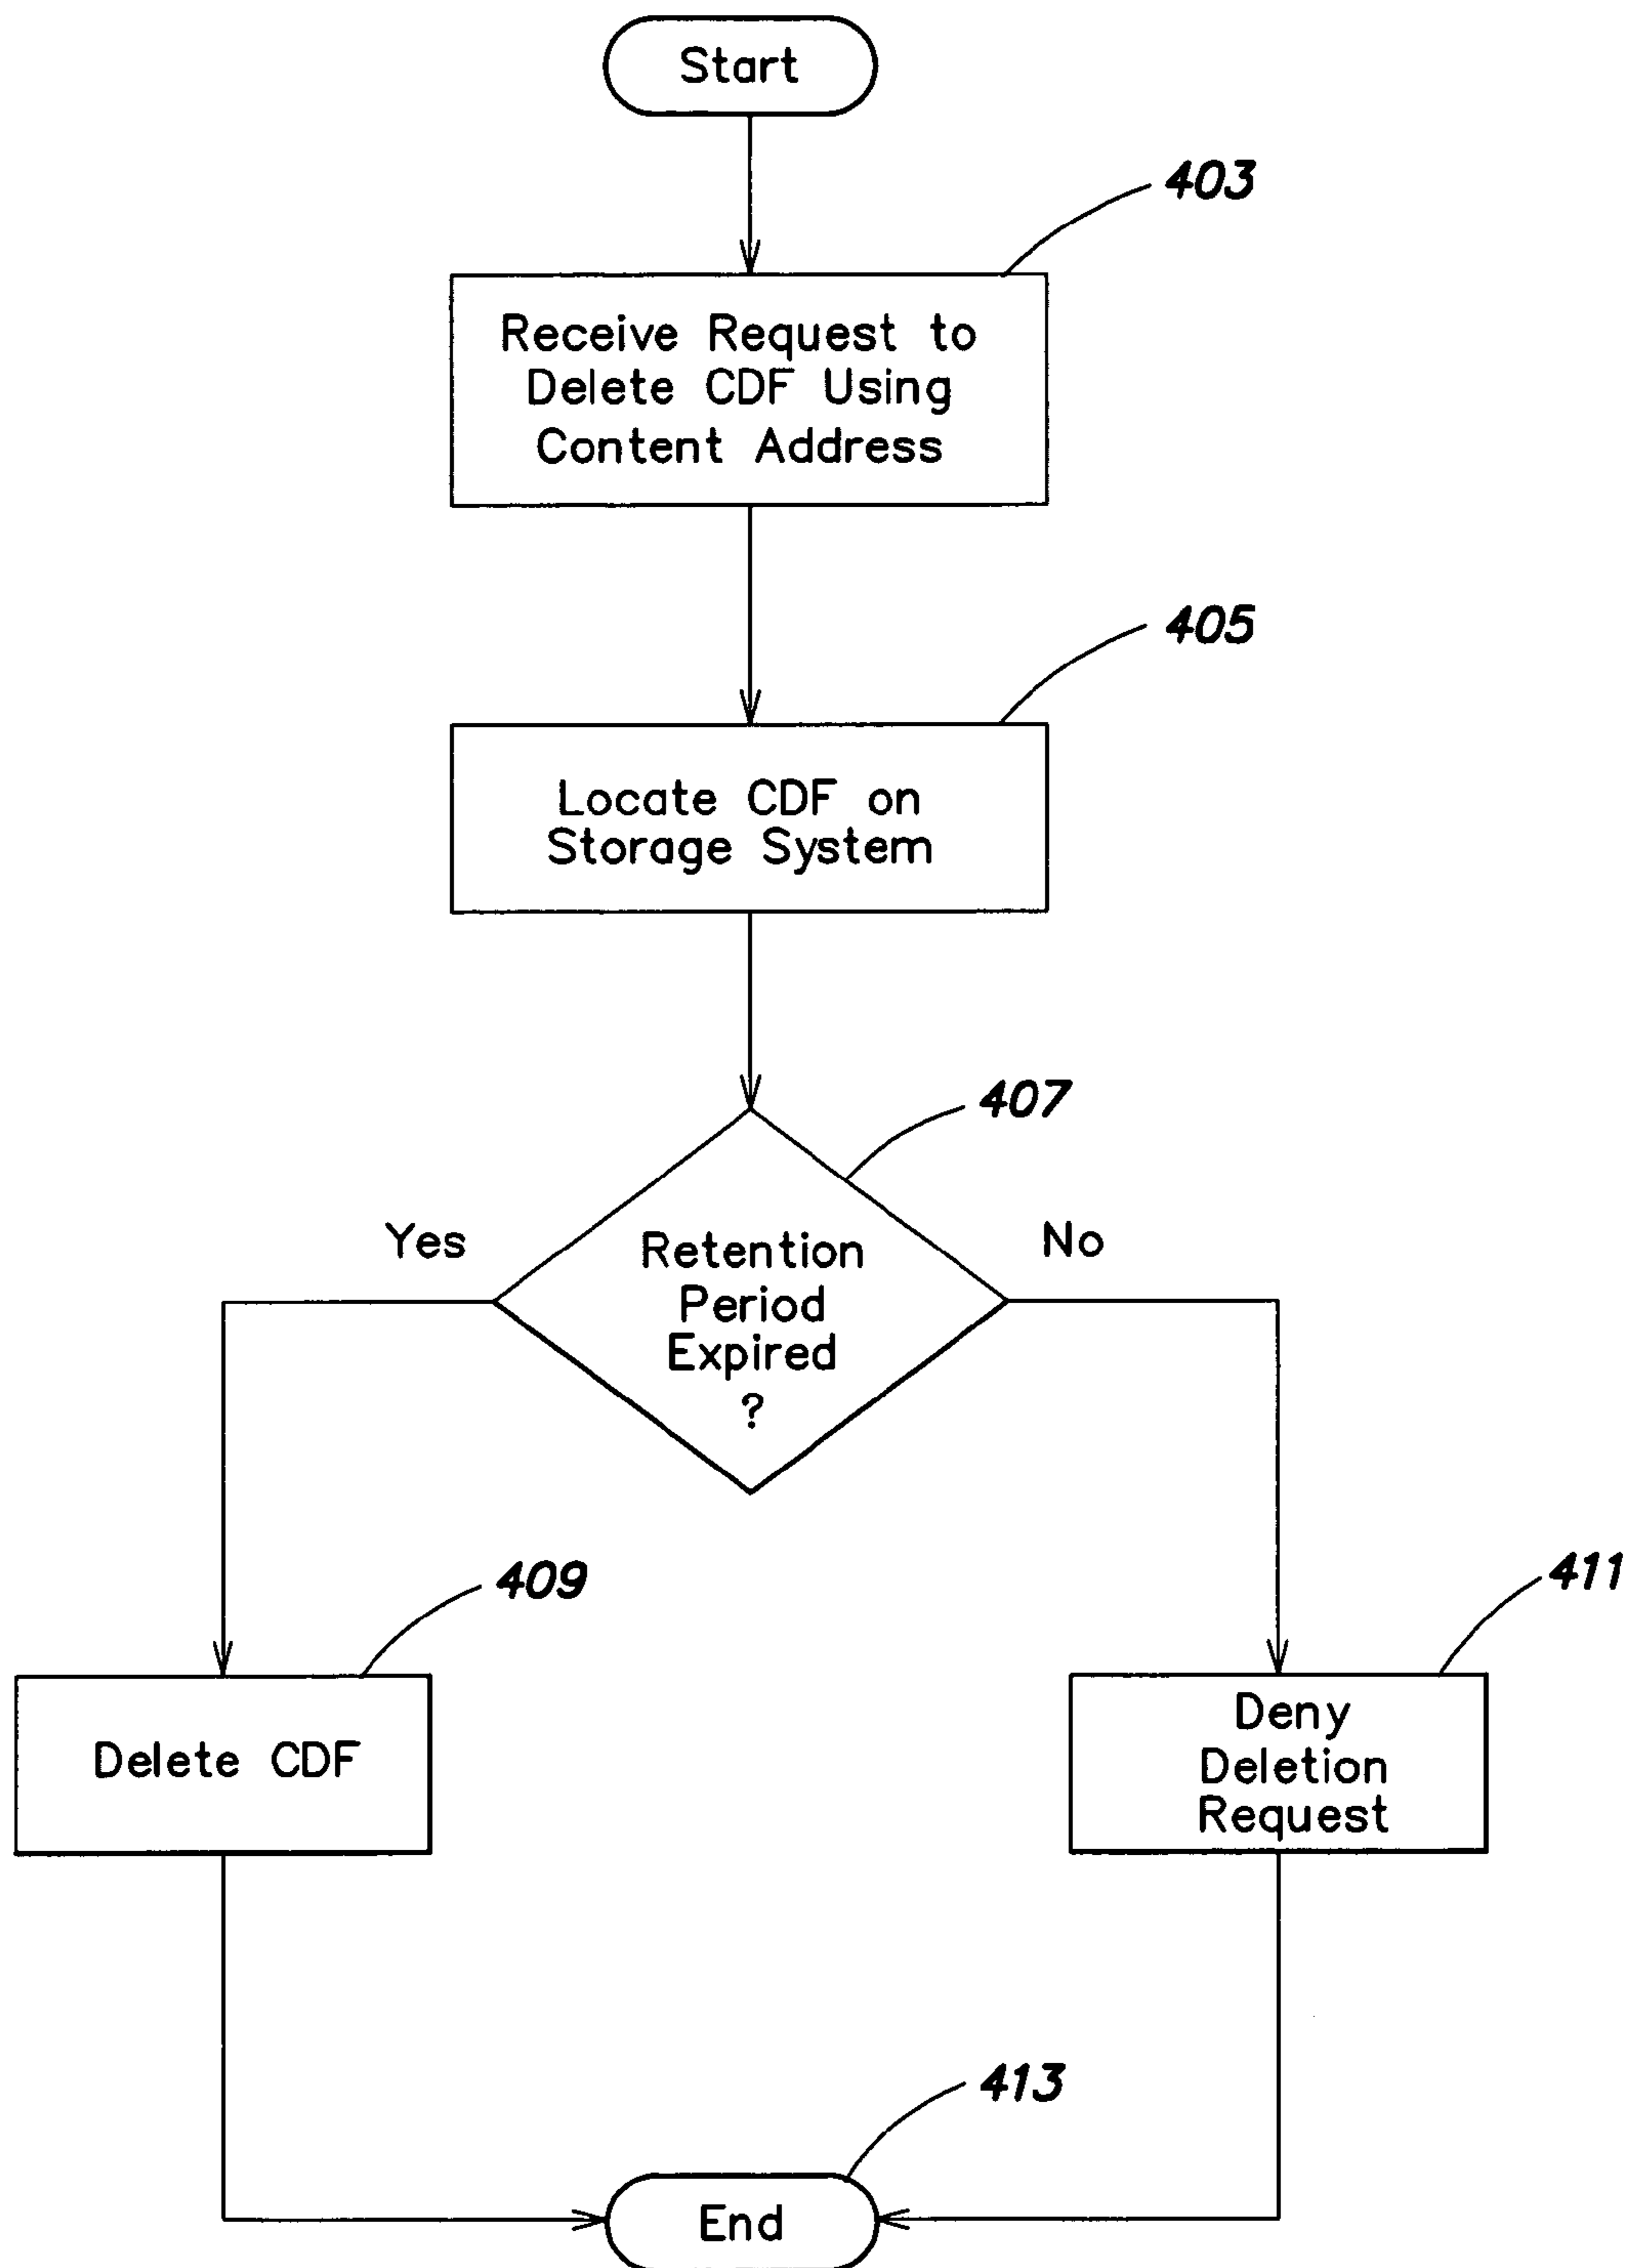 Start
403
Receive Request to
Delete CDF Using
Content Address
405
Locate CDF on
Storage System
407
Yes
No
Retention
Period
Expired
?
409
411
Delete CDF
Deny
Deletion
Request
413
End